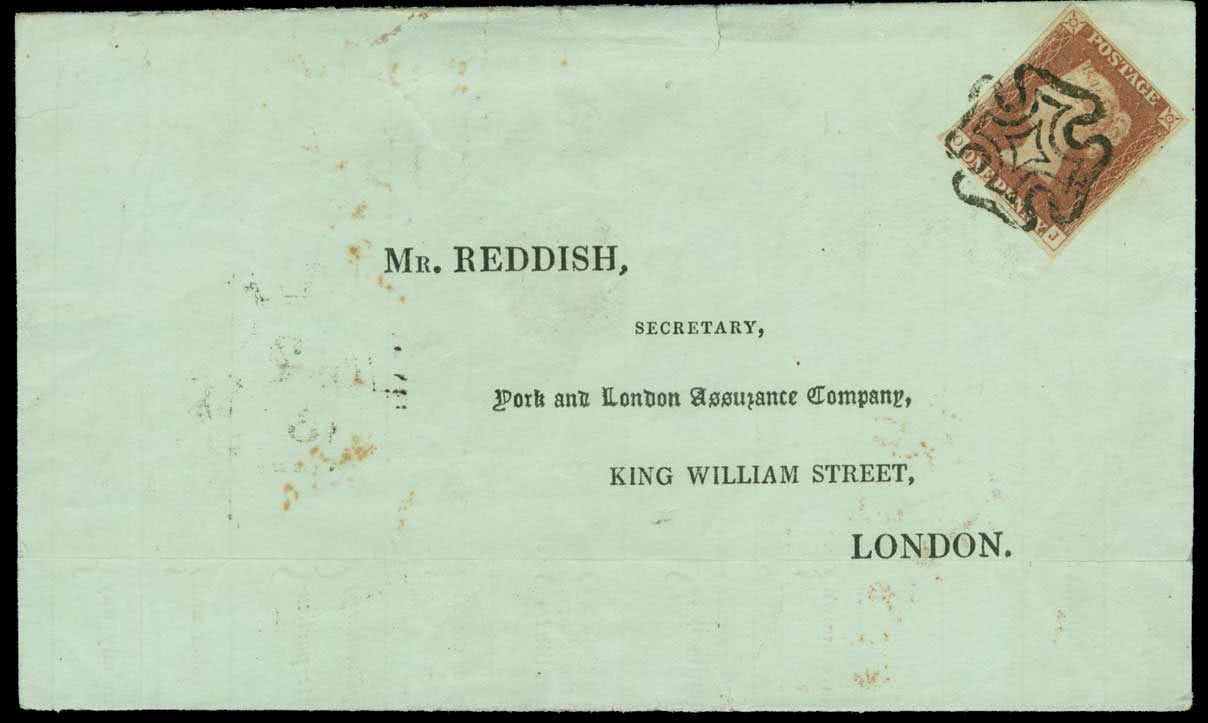 POSTAGE
O ONE PENNY J
MR. REDDISH,
SECRETARY,
York and London Assurance Company,
KING WILLIAM STREET,
LONDON.